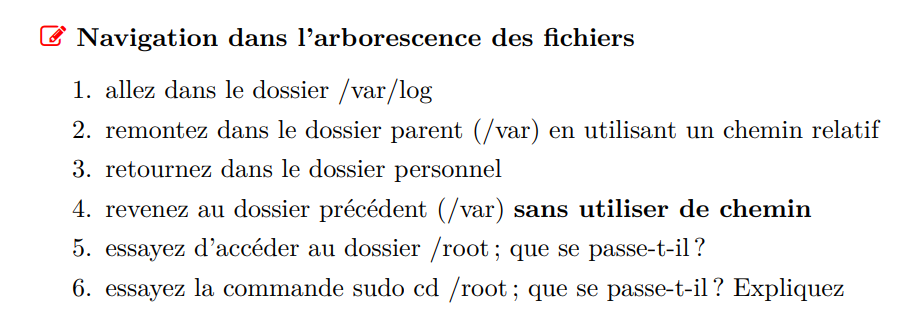 Navigation dans l'arborescence des fichiers
1. allez dans le dossier /var/log
2. remontez dans le dossier parent (/var) en utilisant un chemin relatif
3. retournez dans le dossier personnel
4. revenez au dossier précédent (/var) sans utiliser de chemin
5. essayez d'accéder au dossier /root ; que se passe-t-il ?
6. essayez la commande sudo cd /root ; que se passe-t-il ? Expliquez